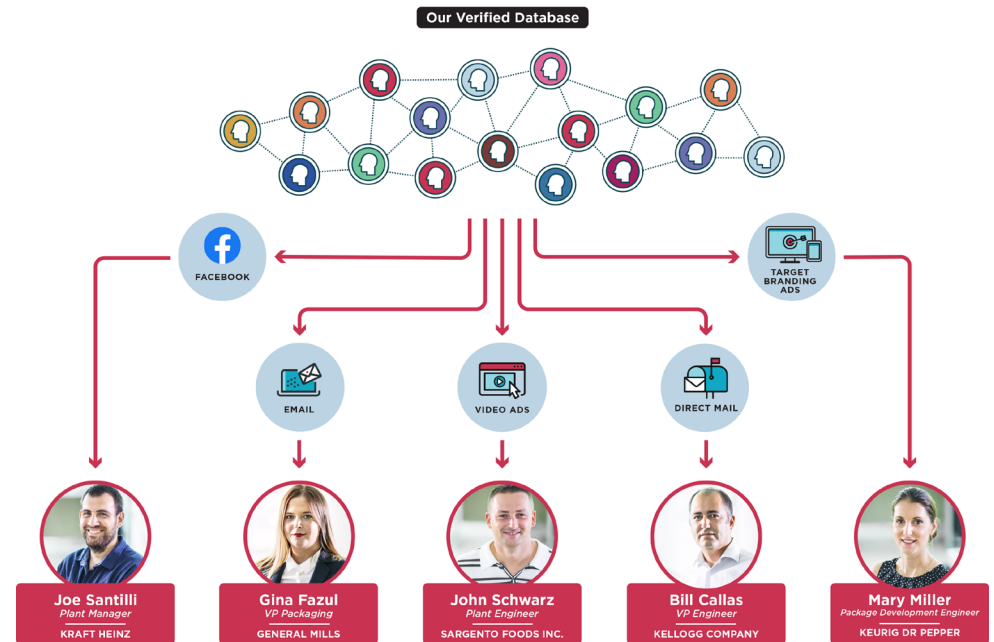 Our Verified Database
FACEBOOK
TARGET
BRANDING
ADS
EMAIL
VIDEO ADS
DIRECT MAIL
Joe Santilli
Plant Manager
KRAFT HEINZ
Gina Fazul
VP Packaging
GENERAL MILLS
John Schwarz
Plant Engineer
SARGENTO FOODS INC.
Bill Callas
VP Engineer
KELLOGG COMPANY
Mary Miller
Package Development Engineer
KEURIG DR PEPPER